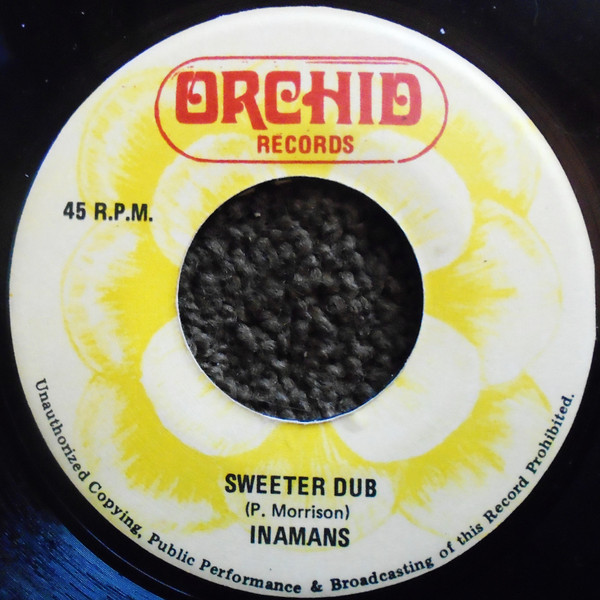 ORCHID
RECORDS
45 R.P.M.
SWEETER DUB
(P. Morrison)
INAMANS
Unauthorized Copying, Public Performance & Broadcasting of this Record Prohibited.